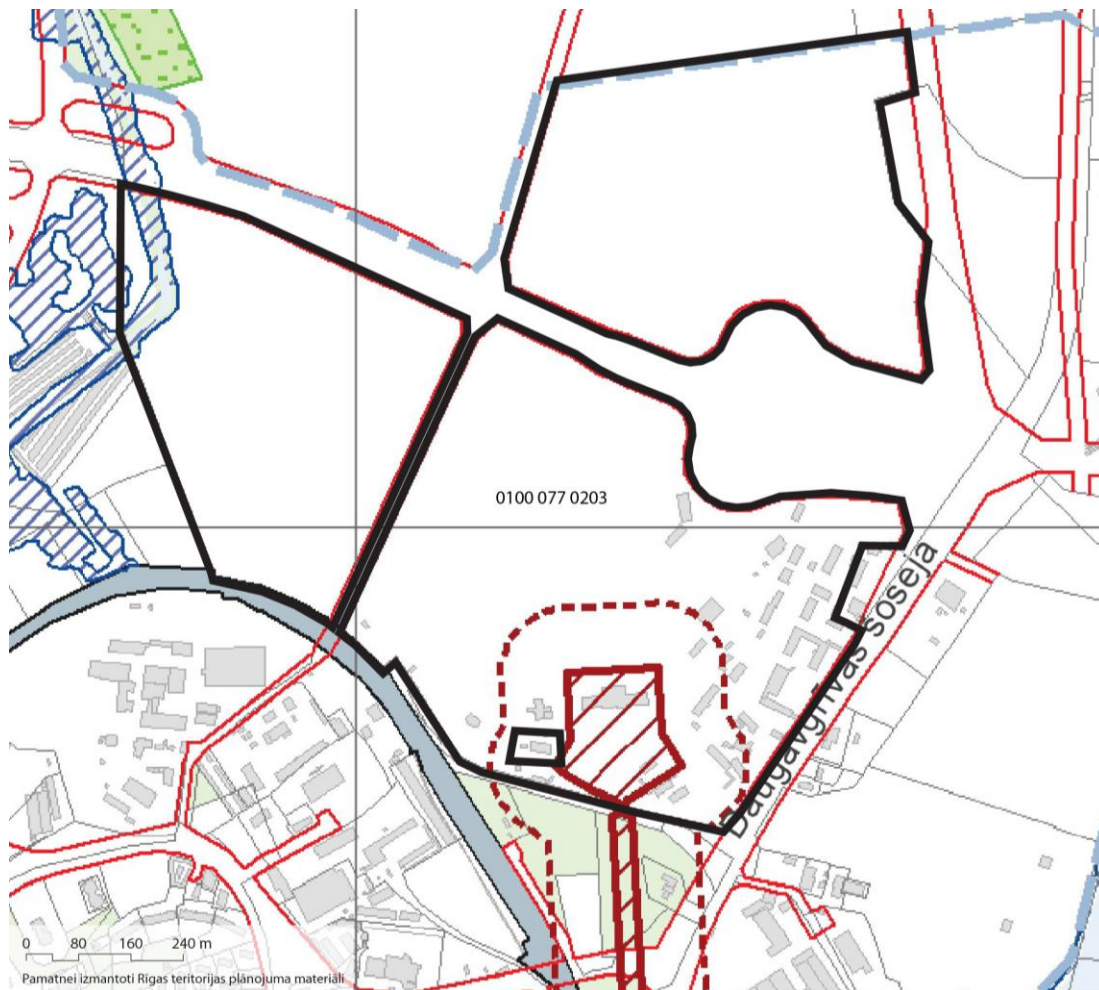 0100 077 0203
Daugavgrīvas šoseja
0 80 160 240 m
Pamatnei izmantoti Rīgas teritorijas plānojuma materiāli